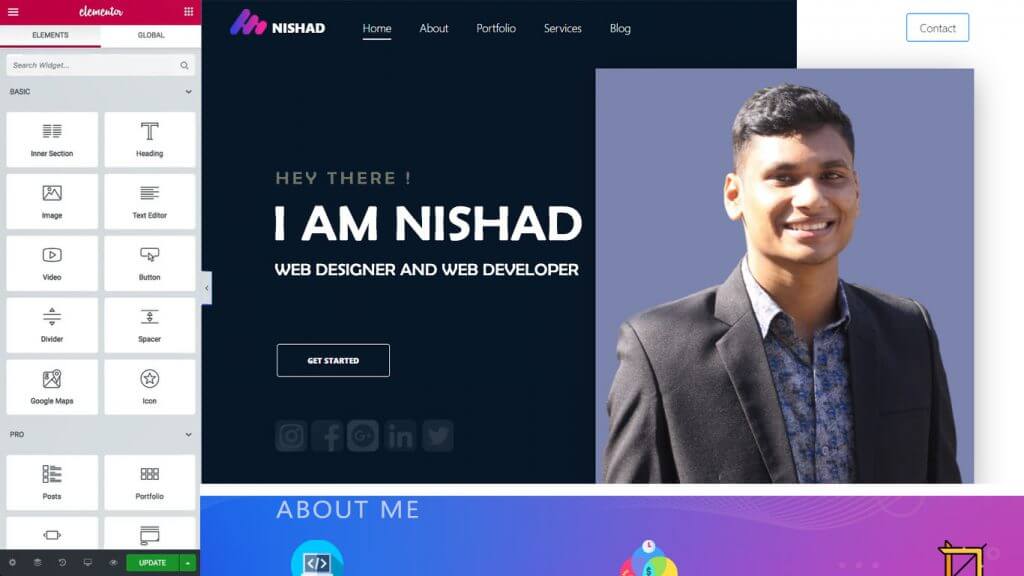 elementor
ELEMENTS
GLOBAL
Search Widget...
BASIC
Inner Section
Heading
Image
Text Editor
Video
Button
Divider
Spacer
Google Maps
Icon
PRO
Posts
Portfolio
UPDATE
NISHAD
Home
About
Portfolio
Services
Blog
Contact
HEY THERE !
I AM NISHAD
WEB DESIGNER AND WEB DEVELOPER
GET STARTED
ABOUT ME